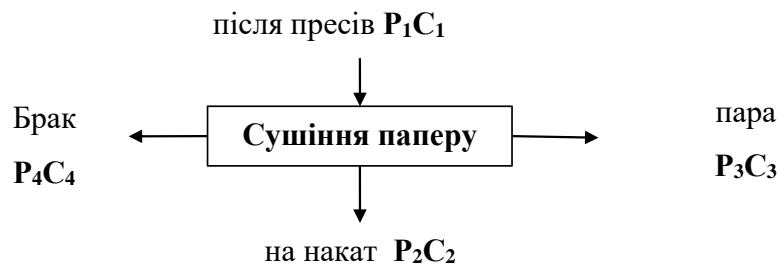 після пресів P₁C₁
Брак
P₄C₄
Сушіння паперу
пара
P₃C₃
на накат P₂C₂